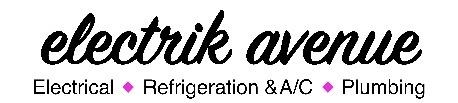 electrik avenue
Electrical ◆ Refrigeration & A/C ◆ Plumbing